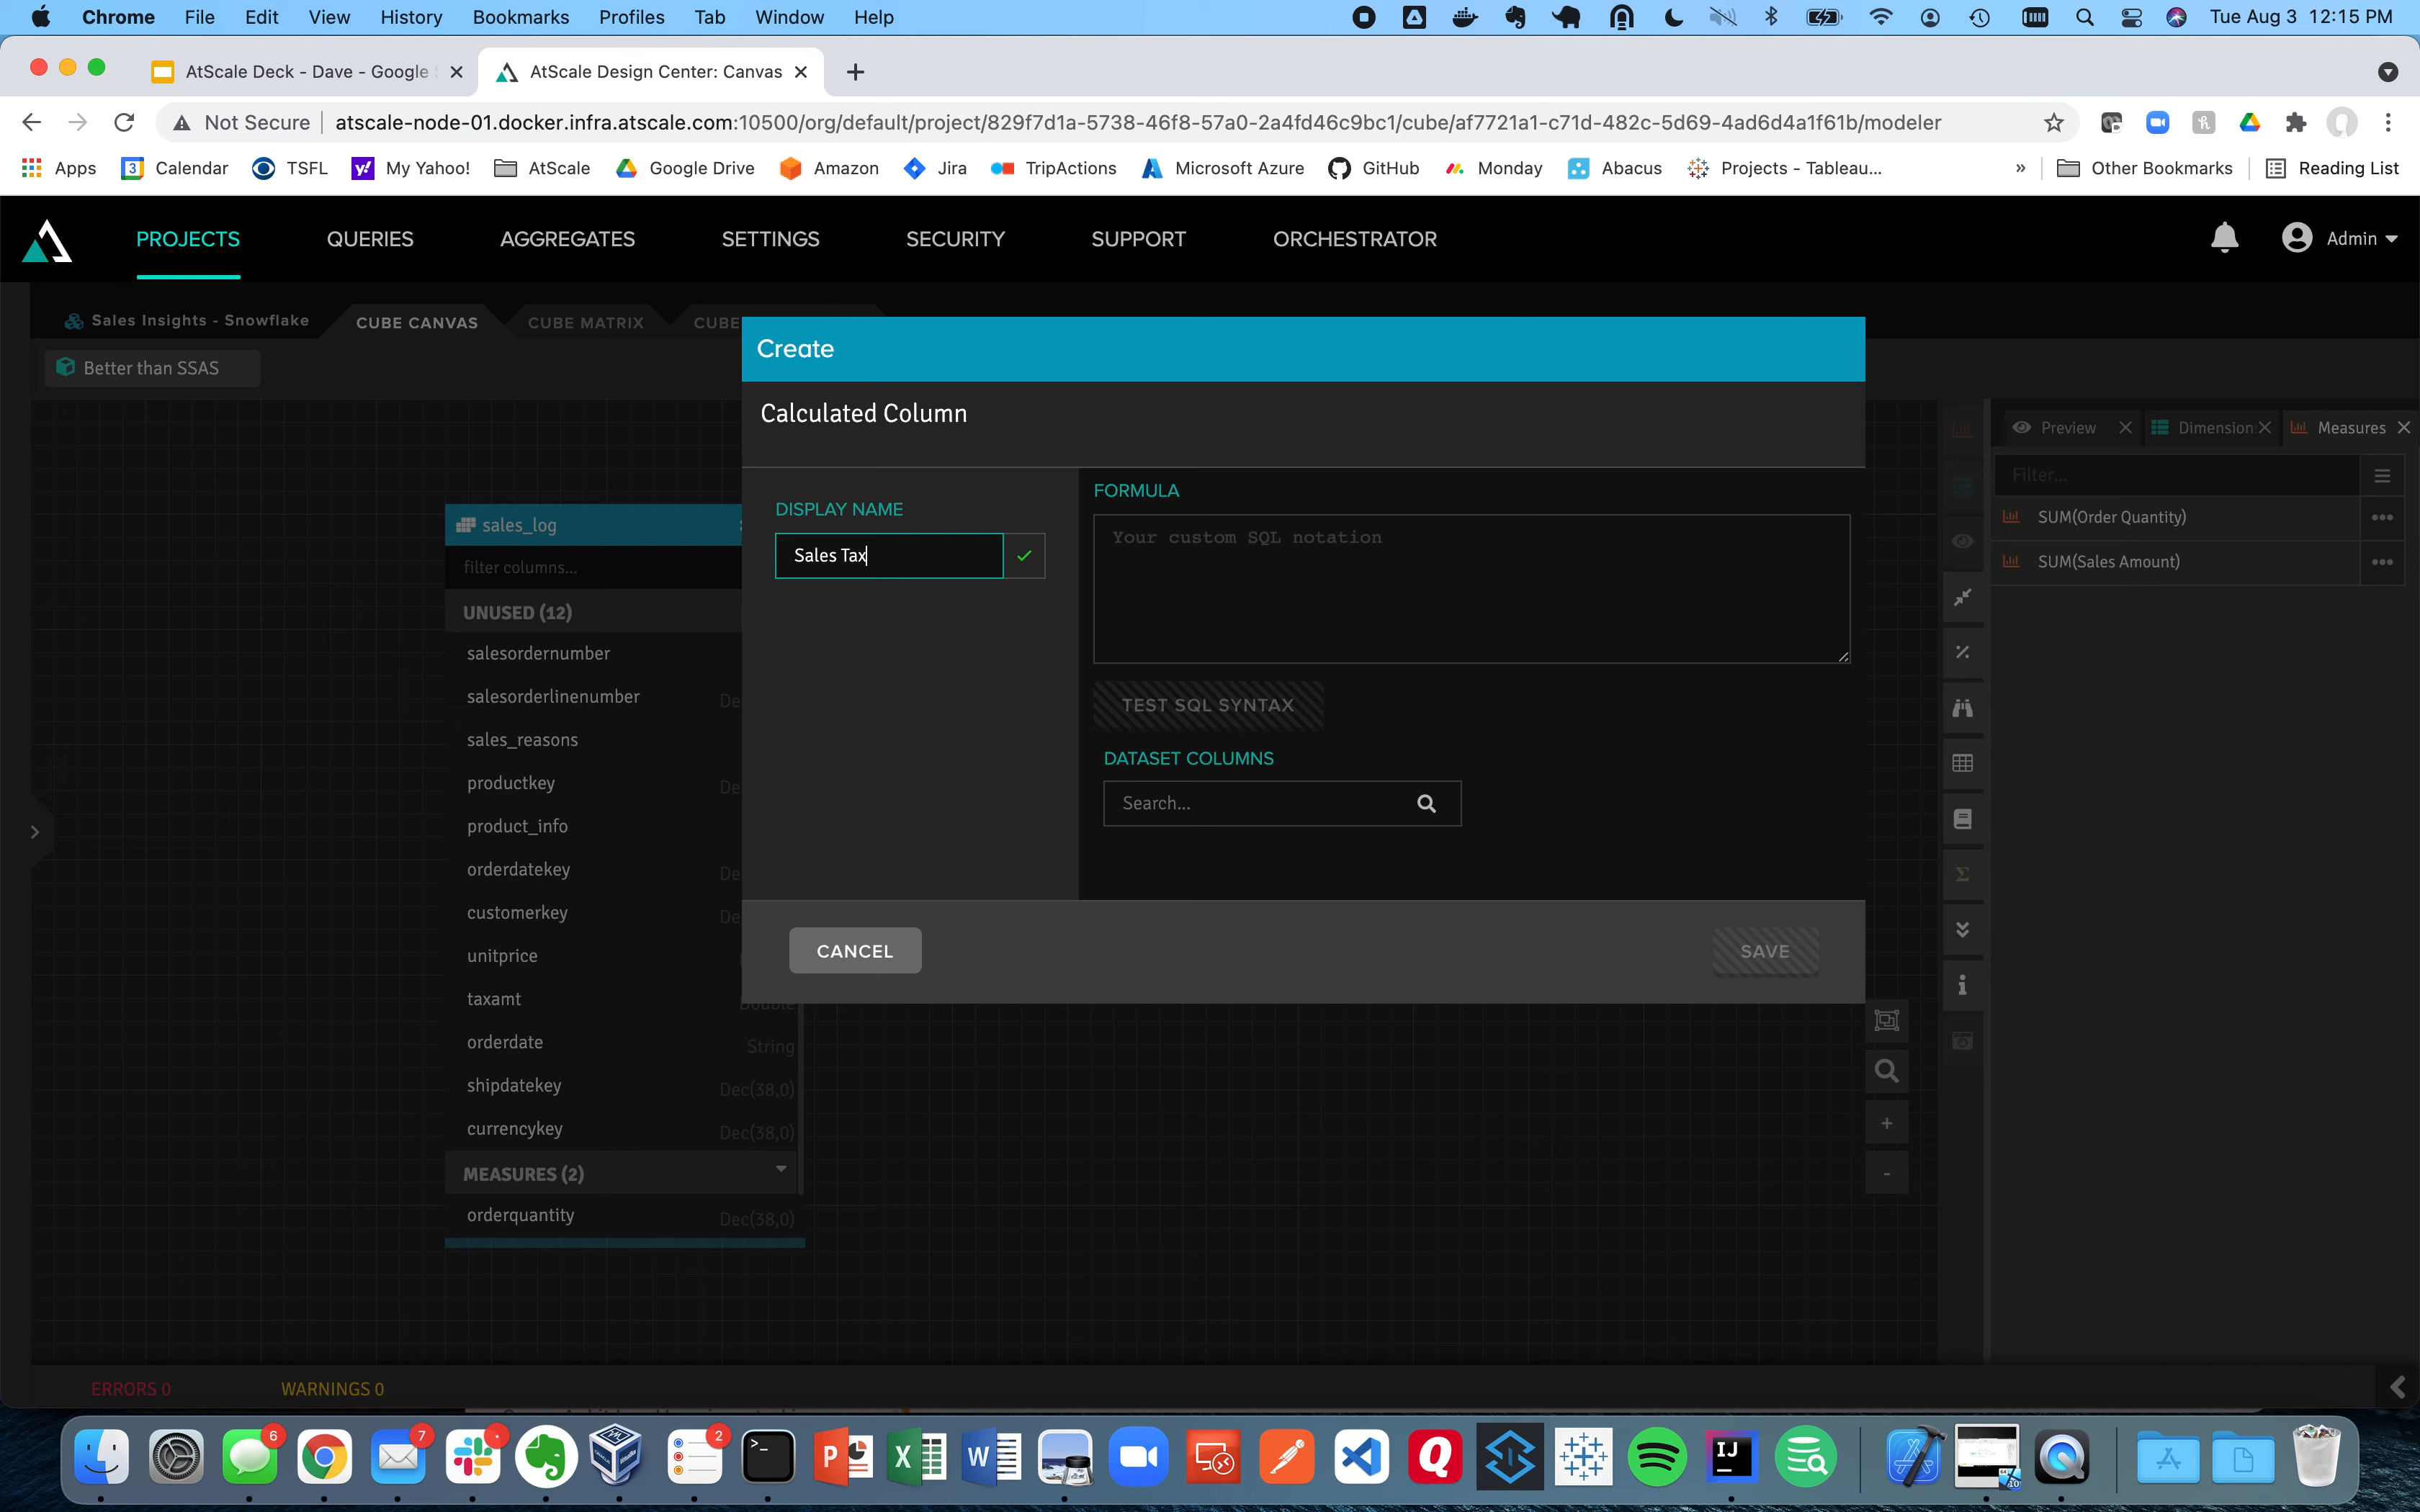 Chrome File Edit View History Bookmarks Profiles Tab Window Help Tue Aug 3 12:15 PM
AtScale Deck - Dave - Google AtScale Design Center: Canvas
Not Secure atscale-node-01.docker.infra.atscale.com:10500/org/default/project/829f7d1a-5738-46f8-57a0-2a4fd46c9bc1/cube/af7721a1-c71d-482c-5d69-4ad6d4a1f61b/modeler
Apps Calendar TSFL My Yahoo! AtScale Google Drive Amazon Jira TripActions Microsoft Azure GitHub Monday Abacus Projects - Tableau... » Other Bookmarks Reading List
PROJECTS QUERIES AGGREGATES SETTINGS SECURITY SUPPORT ORCHESTRATOR Admin
Sales Insights - Snowflake CUBE CANVAS CUBE MATRIX CUBE
Better than SSAS
Create
Calculated Column
DISPLAY NAME
Sales Tax
FORMULA
Your custom SQL notation
TEST SQL SYNTAX
DATASET COLUMNS
Search...
CANCEL SAVE
sales_log
filter columns...
UNUSED (12)
salesordernumber
salesorderlinenumber De
sales_reasons
productkey De
product_info
orderdatekey De
customerkey De
unitprice
taxamt Double
orderdate String
shipdatekey Dec(38,0)
currencykey Dec(38,0)
MEASURES (2)
orderquantity Dec(38,0)
Preview Dimension Measures
Filter...
SUM(Order Quantity)
SUM(Sales Amount)
ERRORS 0 WARNINGS 0